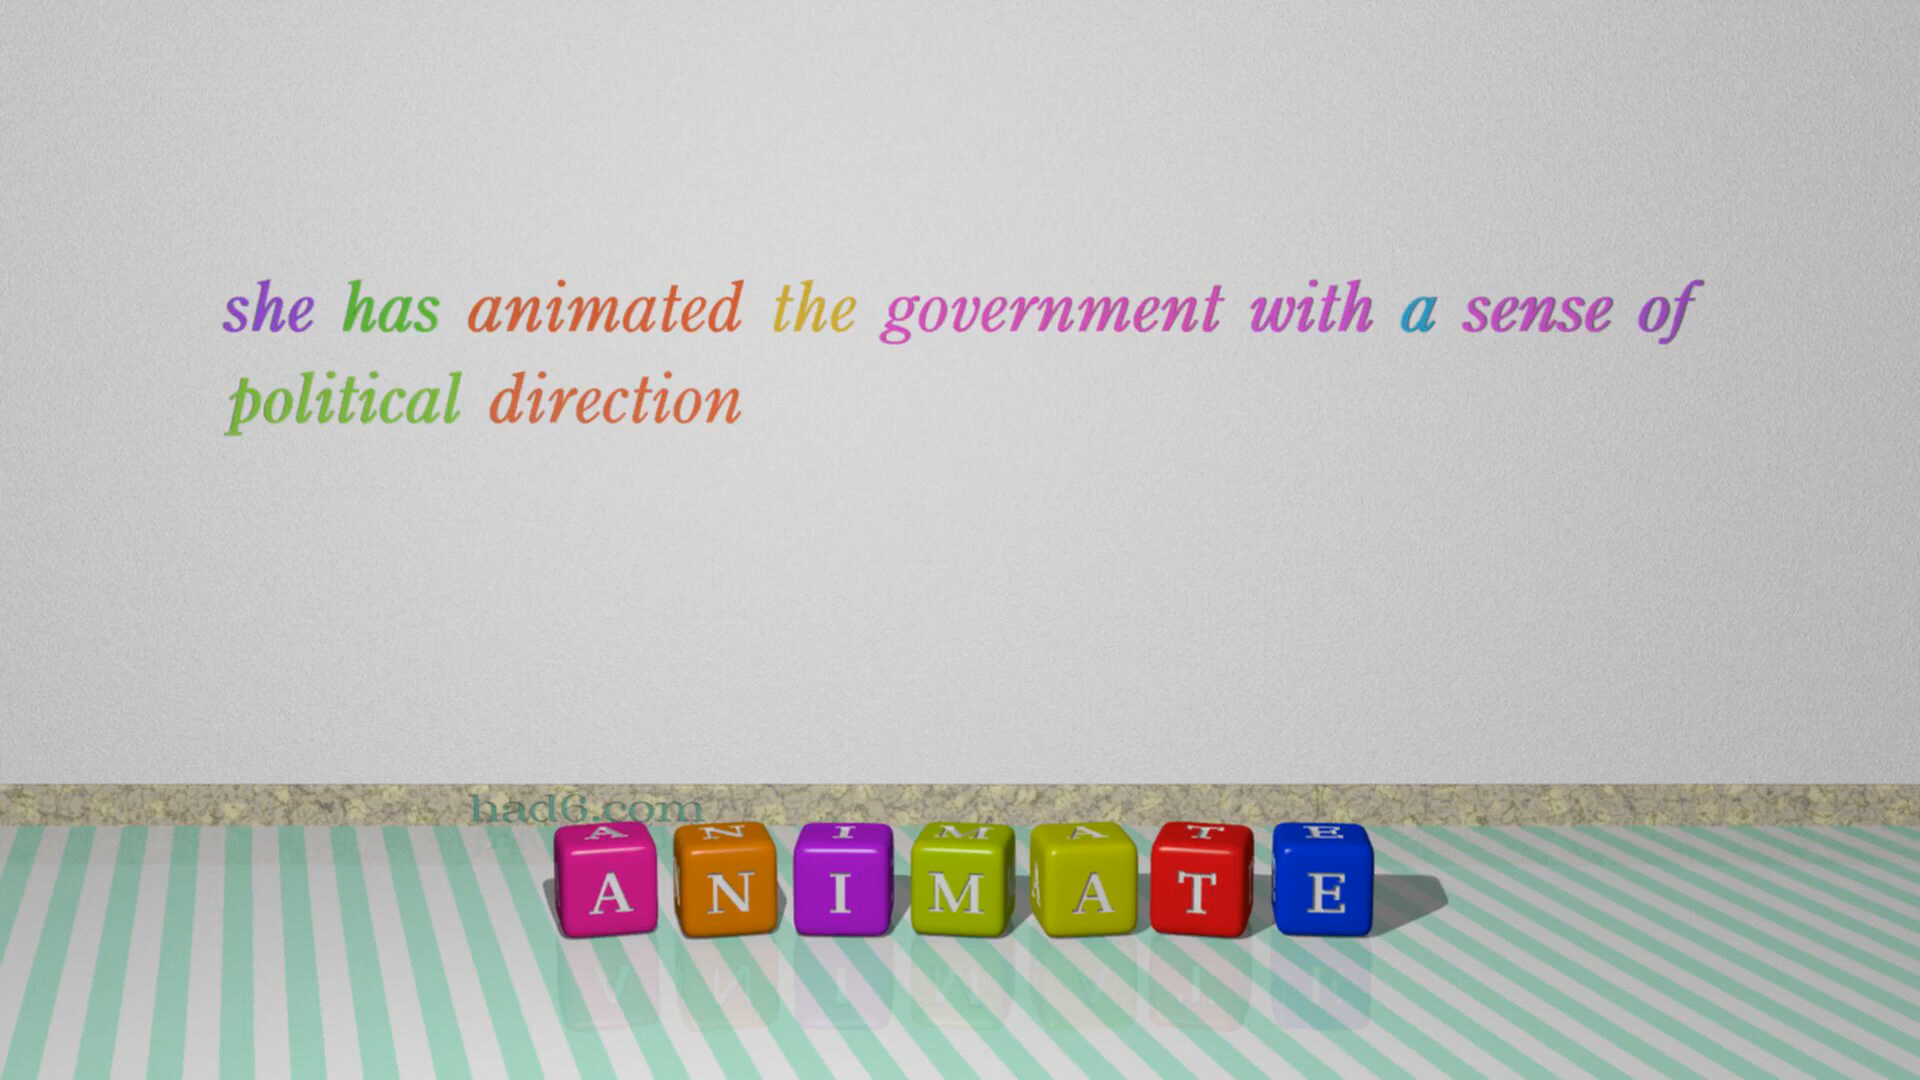 she has animated the government with a sense of
political direction
had6.com
ANIMATE